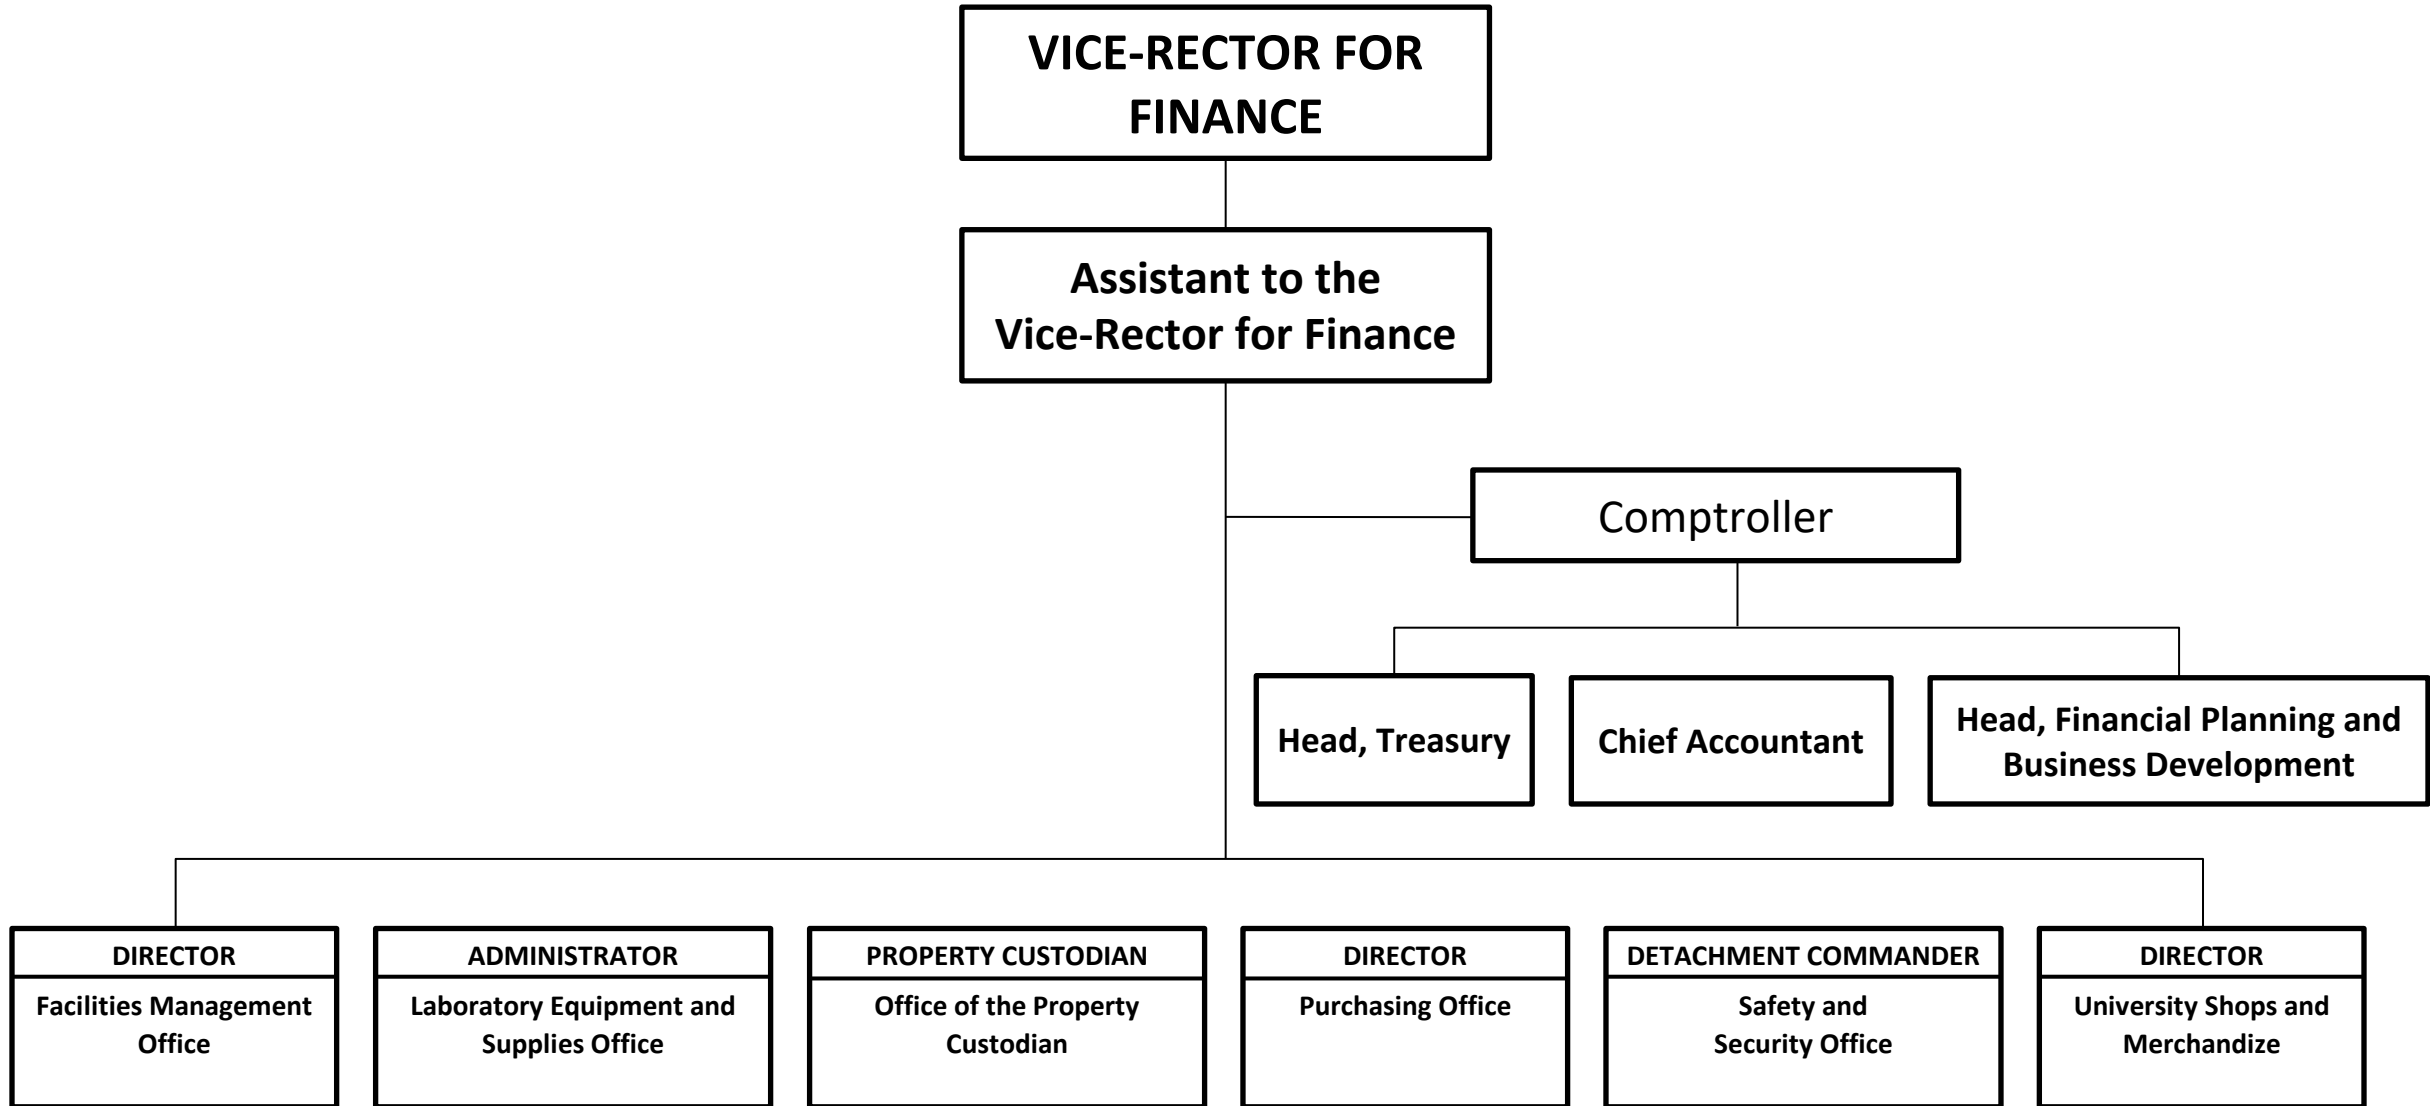 VICE-RECTOR FOR
FINANCE
Assistant to the
Vice-Rector for Finance
Comptroller
Head, Treasury
Chief Accountant
Head, Financial Planning and
Business Development
DIRECTOR
Facilities Management
Office
ADMINISTRATOR
Laboratory Equipment and
Supplies Office
PROPERTY CUSTODIAN
Office of the Property
Custodian
DIRECTOR
Purchasing Office
DETACHMENT COMMANDER
Safety and
Security Office
DIRECTOR
University Shops and
Merchandize